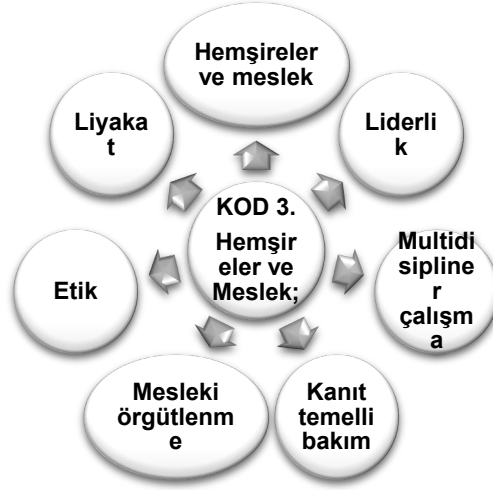 Hemşireler
ve meslek
Liderli
k
Multidi
sipline
r
çalışm
a
Kanıt
temelli
bakım
Mesleki
örgütlenm
e
Etik
Liyaka
t
KOD 3.
Hemşir
eler ve
Meslek;